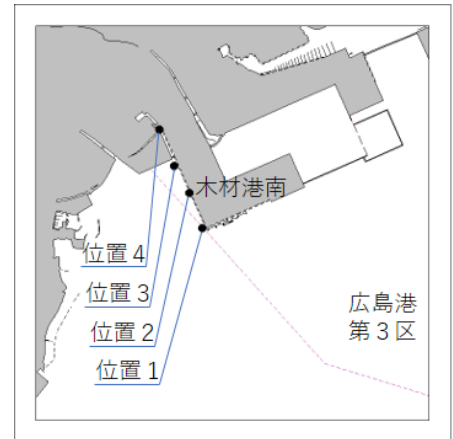 木材港南
位置４
位置３
位置２
位置１
広島港
第３区